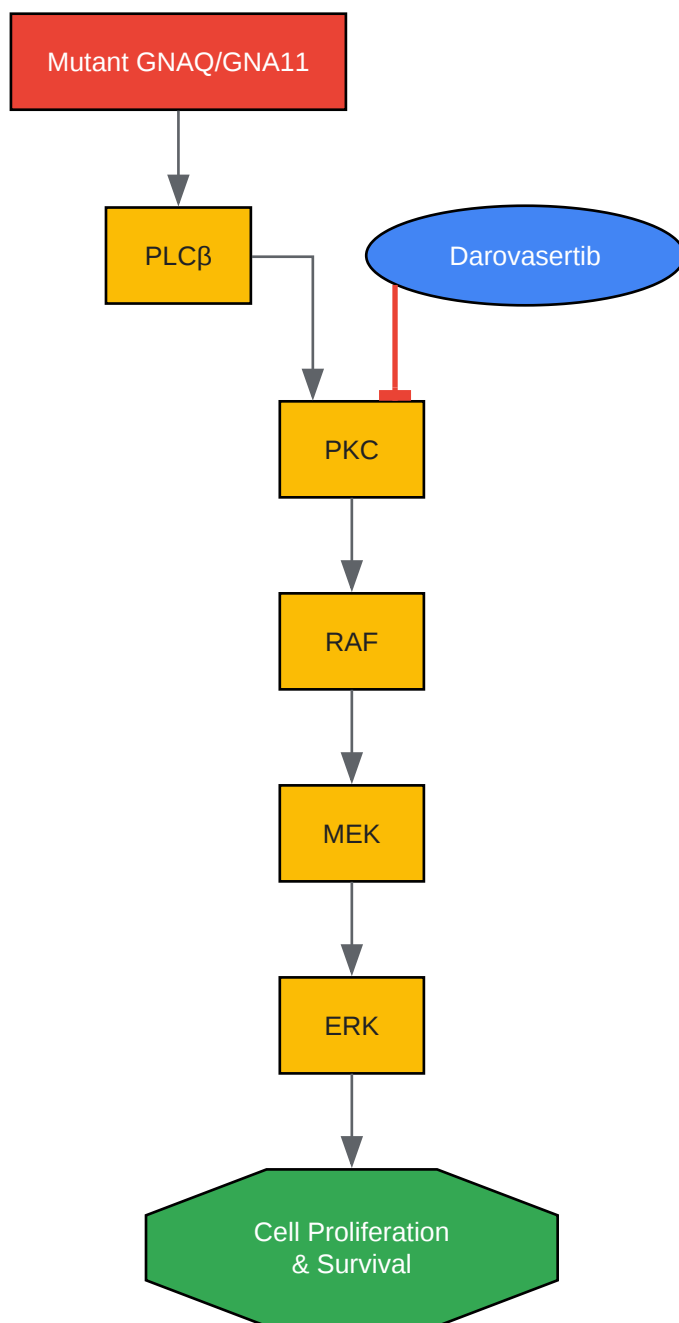 Mutant GNAQ/GNA11
PLCβ
Darovasertib
PKC
RAF
MEK
ERK
Cell Proliferation
& Survival